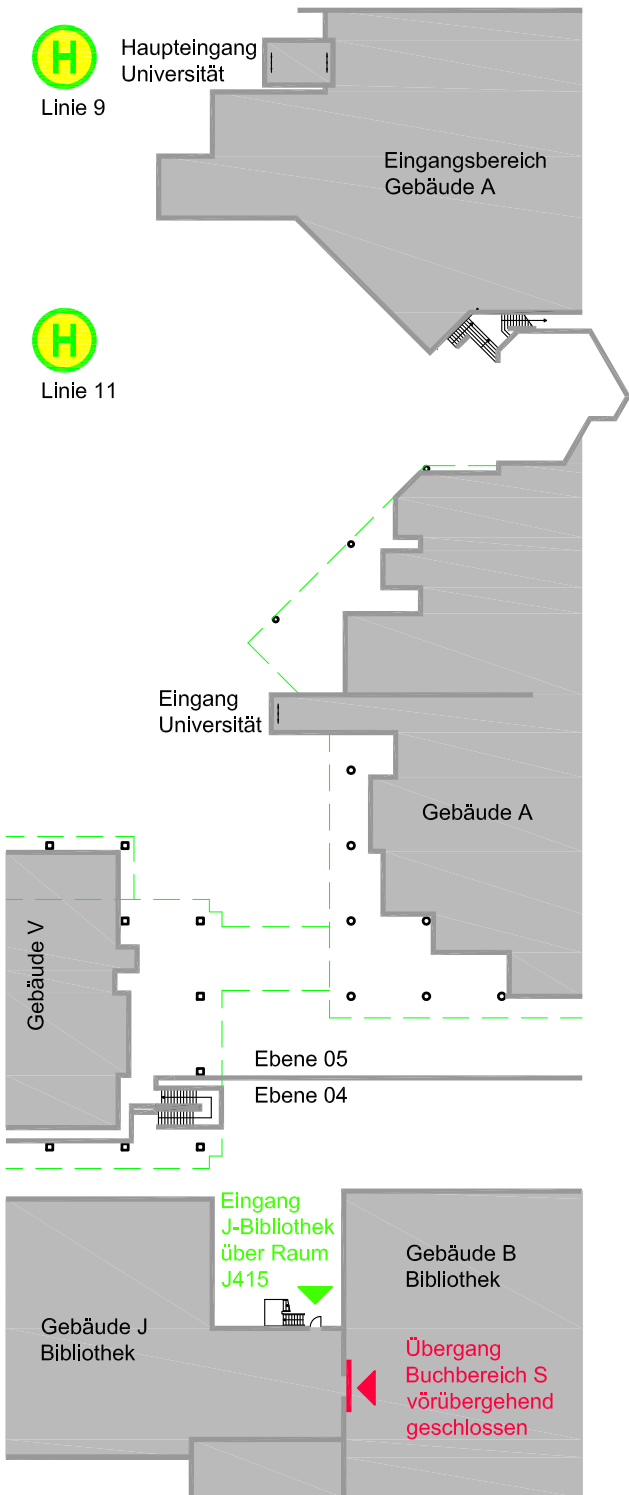 H
Linie 9
Haupteingang
Universität
Eingangsbereich
Gebäude A
H
Linie 11
Eingang
Universität
Gebäude A
Gebäude V
Ebene 05
Ebene 04
Eingang
J-Bibliothek
über Raum
J415
Gebäude B
Bibliothek
Gebäude J
Bibliothek
Übergang
Buchbereich S
vörübergehend
geschlossen